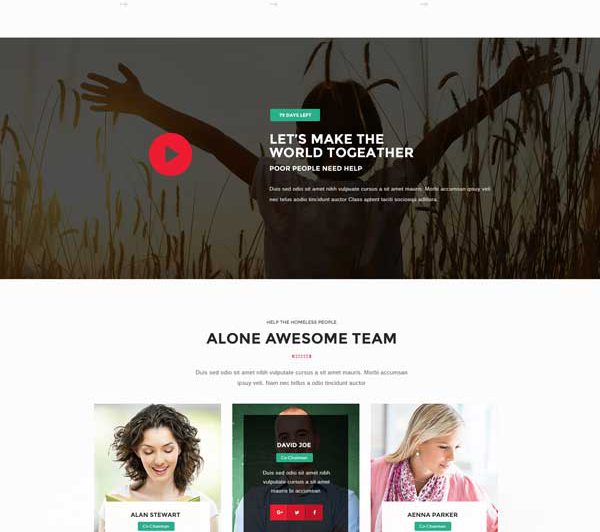 79 DAYS LEFT
LET'S MAKE THE
WORLD TOGEATHER
POOR PEOPLE NEED HELP
Duis sed odio sit amet nibh vulputate cursus a sit amet mauris. Morbi accumsan ipsuy veli
nec telus aodio tincidunt auctor Class aptent laciti sociosqi aditora.
HELP THE HOMELESS PEOPLE
ALONE AWESOME TEAM
Duis sed odio sit amet nibh vulputate cursus a sit amet mauris. Morbi accumsan
ipsuy veli. Nam nec tellus a odio tincidunt auctor
ALAN STEWART
Co-Chairman
DAVID JOE
Co-Chairman
Duis sed odio sit amet nibh
vulputate cursus a sit amet
mauris bi accumsan
G+
AENNA PARKER
Co-Chairman